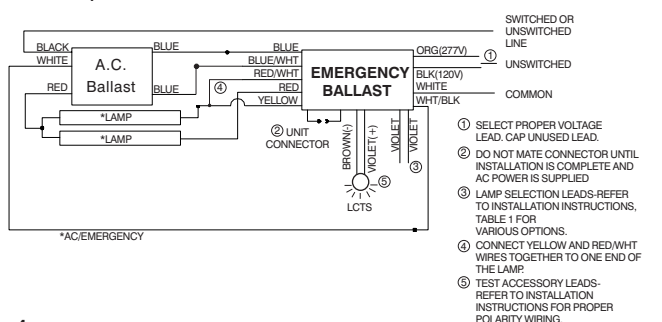 SWITCHED OR
UNSWITCHED
LINE
BLACK
BLUE
BLUE
ORG(277V)
①
WHITE
A.C.
Ballast
BLUE/WHT
EMERGENCY
BALLAST
UNSWITCHED
RED/WHT
BLK(120V)
RED
BLUE
④
RED
WHITE
COMMON
YELLOW
WHT/BLK
*LAMP
*LAMP
② UNIT
CONNECTOR
BROWN(-)
VIOLET(+)
VIOLET
VIOLET
③
⑤
LCTS
*AC/EMERGENCY
① SELECT PROPER VOLTAGE
LEAD. CAP UNUSED LEAD.
② DO NOT MATE CONNECTOR UNTIL
INSTALLATION IS COMPLETE AND
AC POWER IS SUPPLIED
③ LAMP SELECTION LEADS-REFER
TO INSTALLATION INSTRUCTIONS,
TABLE 1 FOR
VARIOUS OPTIONS.
④ CONNECT YELLOW AND RED/WHT
WIRES TOGETHER TO ONE END OF
THE LAMP.
⑤ TEST ACCESSORY LEADS-
REFER TO INSTALLATION
INSTRUCTIONS FOR PROPER
POLARITY WIRING.